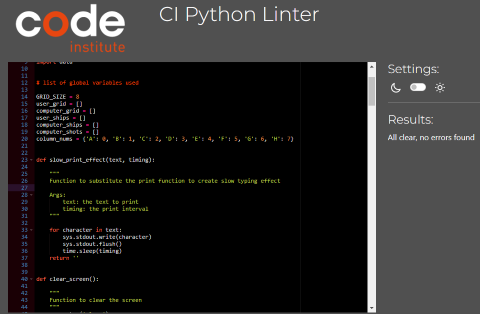 code
institute
CI Python Linter
Settings:
Results:
All clear, no errors found
10
11
12 # list of global variables used
13
14 GRID_SIZE = 8
15 user_grid = []
16 computer_grid = []
17 user_ships = []
18 computer_ships = []
19 computer_shots = []
20 column_nums = {'A': 0, 'B': 1, 'C': 2, 'D': 3, 'E': 4, 'F': 5, 'G': 6, 'H': 7}
21
22
23 def slow_print_effect(text, timing):
24
25 """
26 Function to substitute the print function to create slow typing effect
27
28 Args:
29 text: the text to print
30 timing: the print interval
31 """
32
33 for character in text:
34 sys.stdout.write(character)
35 sys.stdout.flush()
36 time.sleep(timing)
37 return ''
38
39
40 def clear_screen():
41
42 """
43 Function to clear the screen
44 """